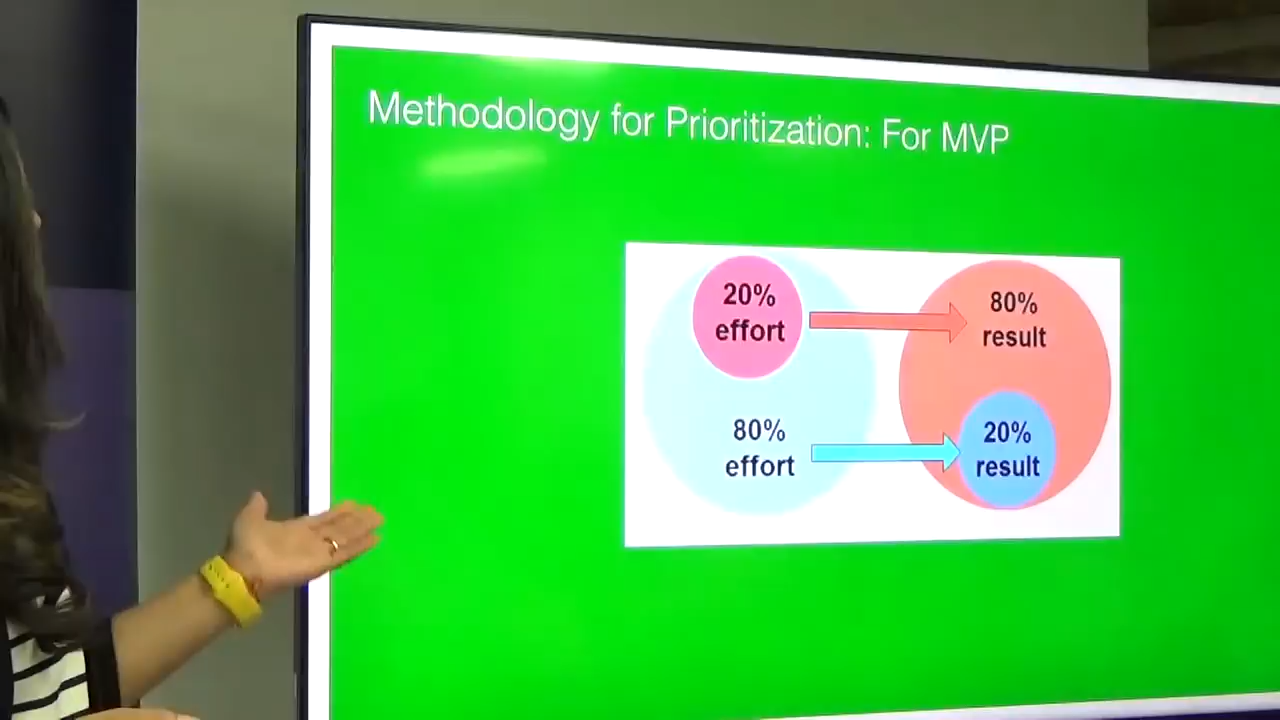 Methodology for Prioritization: For MVP
20%
effort
80%
result
80%
effort
20%
result